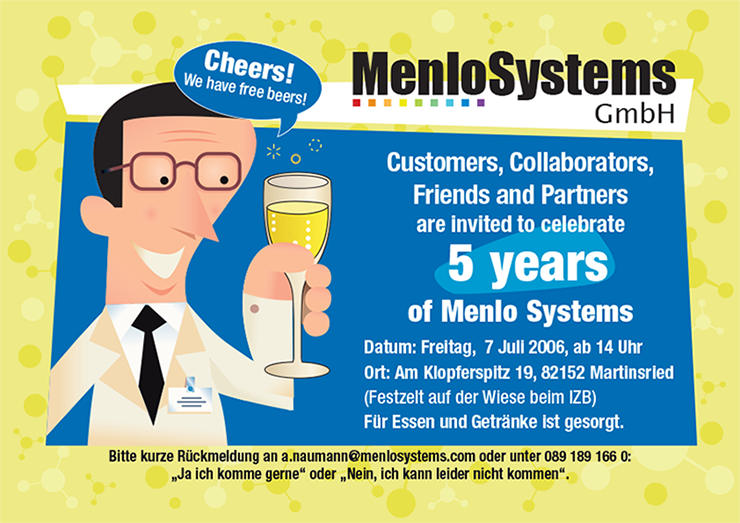 Cheers!
We have free beers!
MenloSystems
GmbH
Customers, Collaborators,
Friends and Partners
are invited to celebrate
5 years
of Menlo Systems
Datum: Freitag, 7 Juli 2006, ab 14 Uhr
Ort: Am Klopferspitz 19, 82152 Martinsried
(Festzelt auf der Wiese beim IZB)
Für Essen und Getränke ist gesorgt.
Bitte kurze Rückmeldung an a.naumann@menlosystems.com oder unter 089 189 166 0:
„Ja ich komme gerne“ oder „Nein, ich kann leider nicht kommen“.